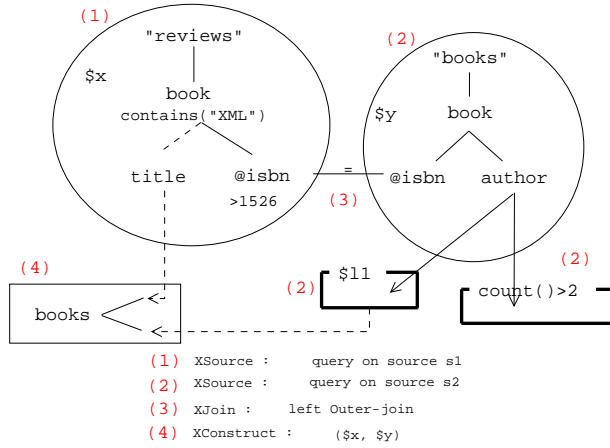 (1)
"reviews"
$x
book
contains("XML")
title
@isbn
>1526
(2)
"books"
$y
book
=
@isbn
author
(3)
(4)
books
(2)
$l1
(2)
count()>2
(1) XSource : query on source s1
(2) XSource : query on source s2
(3) XJoin : left Outer-join
(4) XConstruct : ($x, $y)